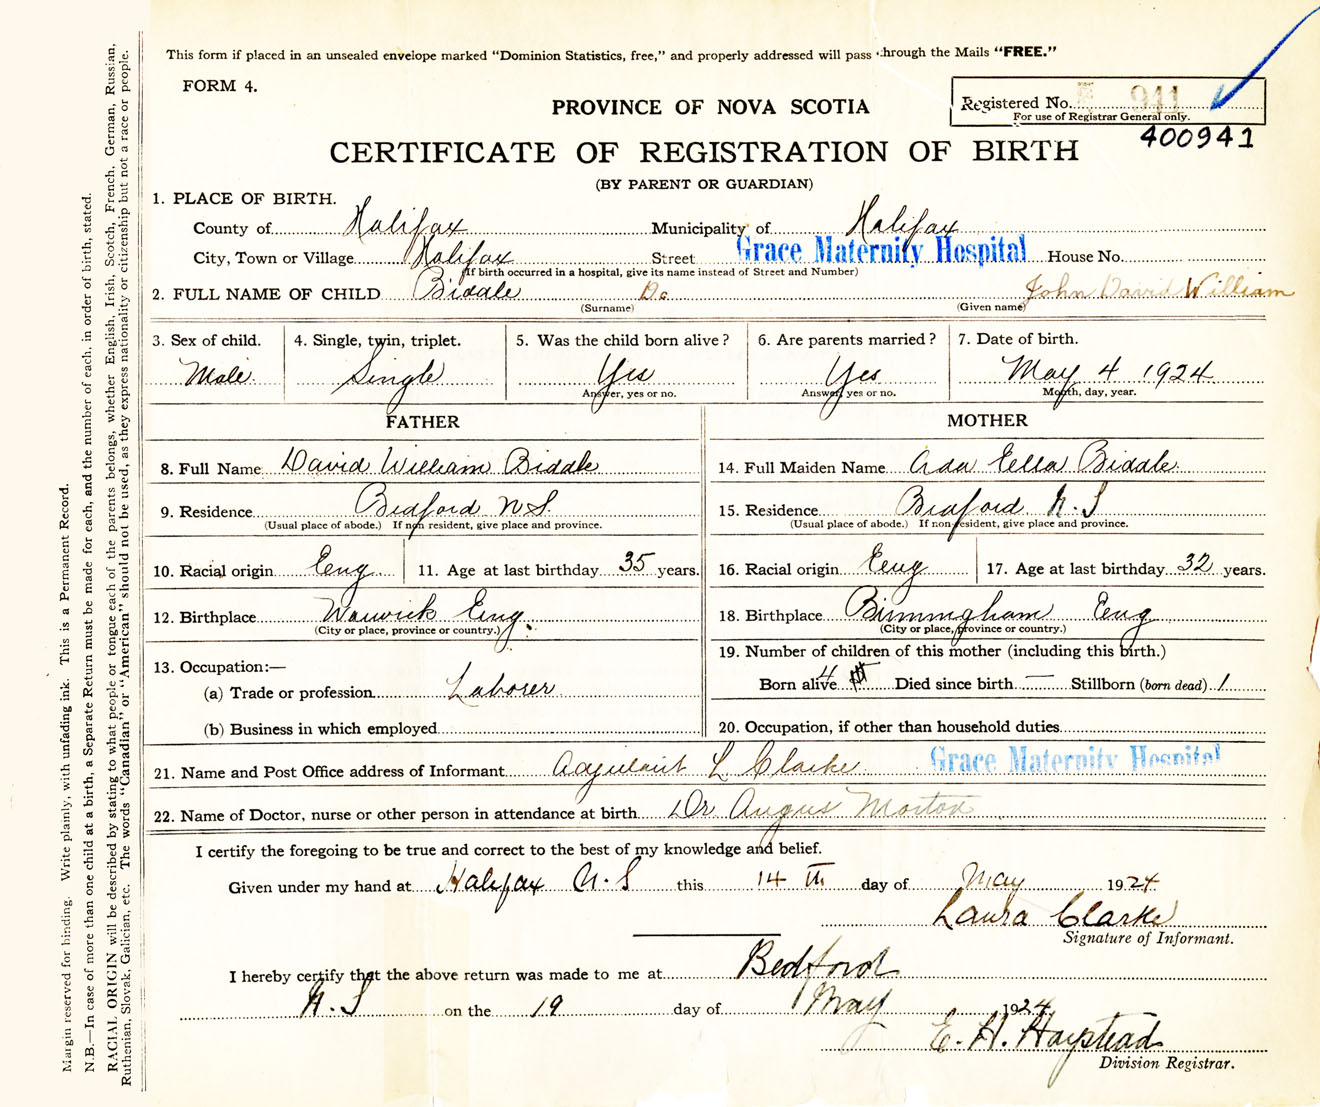 This form if placed in an unsealed envelope marked “Dominion Statistics, free,” and properly addressed will pass through the Mails “FREE.”
FORM 4.
Registered No. 941
For use of Registrar General only.
400941
PROVINCE OF NOVA SCOTIA
CERTIFICATE OF REGISTRATION OF BIRTH
(BY PARENT OR GUARDIAN)
1. PLACE OF BIRTH.
County of Halifax Municipality of Halifax
City, Town or Village Halifax Street Grace Maternity Hospital House No.
(If birth occurred in a hospital, give its name instead of Street and Number)
2. FULL NAME OF CHILD Biddle Do John David William
(Surname) (Given name)
3. Sex of child. 4. Single, twin, triplet. 5. Was the child born alive? 6. Are parents married? 7. Date of birth.
Male Single Yes Yes May 4 1924
Answer, yes or no. Answer, yes or no. Month, day, year.
FATHER MOTHER
8. Full Name David William Biddle 14. Full Maiden Name Ada Eella Biddle
9. Residence Bedford N.S. 15. Residence Bedford N.S
(Usual place of abode.) If non resident, give place and province. (Usual place of abode.) If non-resident, give place and province.
10. Racial origin Eng 11. Age at last birthday 35 years. 16. Racial origin Eng 17. Age at last birthday 32 years.
12. Birthplace Warwick Eng. 18. Birthplace Birmingham Eng
(City or place, province or country.) (City or place, province or country.)
19. Number of children of this mother (including this birth.)
13. Occupation:—
(a) Trade or profession Laborer Born alive 4 th Died since birth — Stillborn (born dead) 1
(b) Business in which employed 20. Occupation, if other than household duties
21. Name and Post Office address of Informant Adjutant L Clarke Grace Maternity Hospital
22. Name of Doctor, nurse or other person in attendance at birth Dr Angus Morton
I certify the foregoing to be true and correct to the best of my knowledge and belief.
Given under my hand at Halifax N.S this 14 th day of May 1924
Laura Clarke
Signature of Informant.
I hereby certify that the above return was made to me at Bedford
N.S on the 19 day of May 1924
E. H. Haystead
Division Registrar.
Margin reserved for binding. Write plainly, with unfading ink. This is a Permanent Record.
N.B.—In case of more than one child at a birth, a Separate Return must be made for each, and the number of each, in order of birth, stated.
RACIAL ORIGIN will be described by stating to what people or tongue each of the parents belongs, whether English, Irish, Scotch, French, German, Russian,
Ruthenian, Slovak, Galician, etc. The words “Canadian” or “American” should not be used, as they express nationality or citizenship but not a race or people.